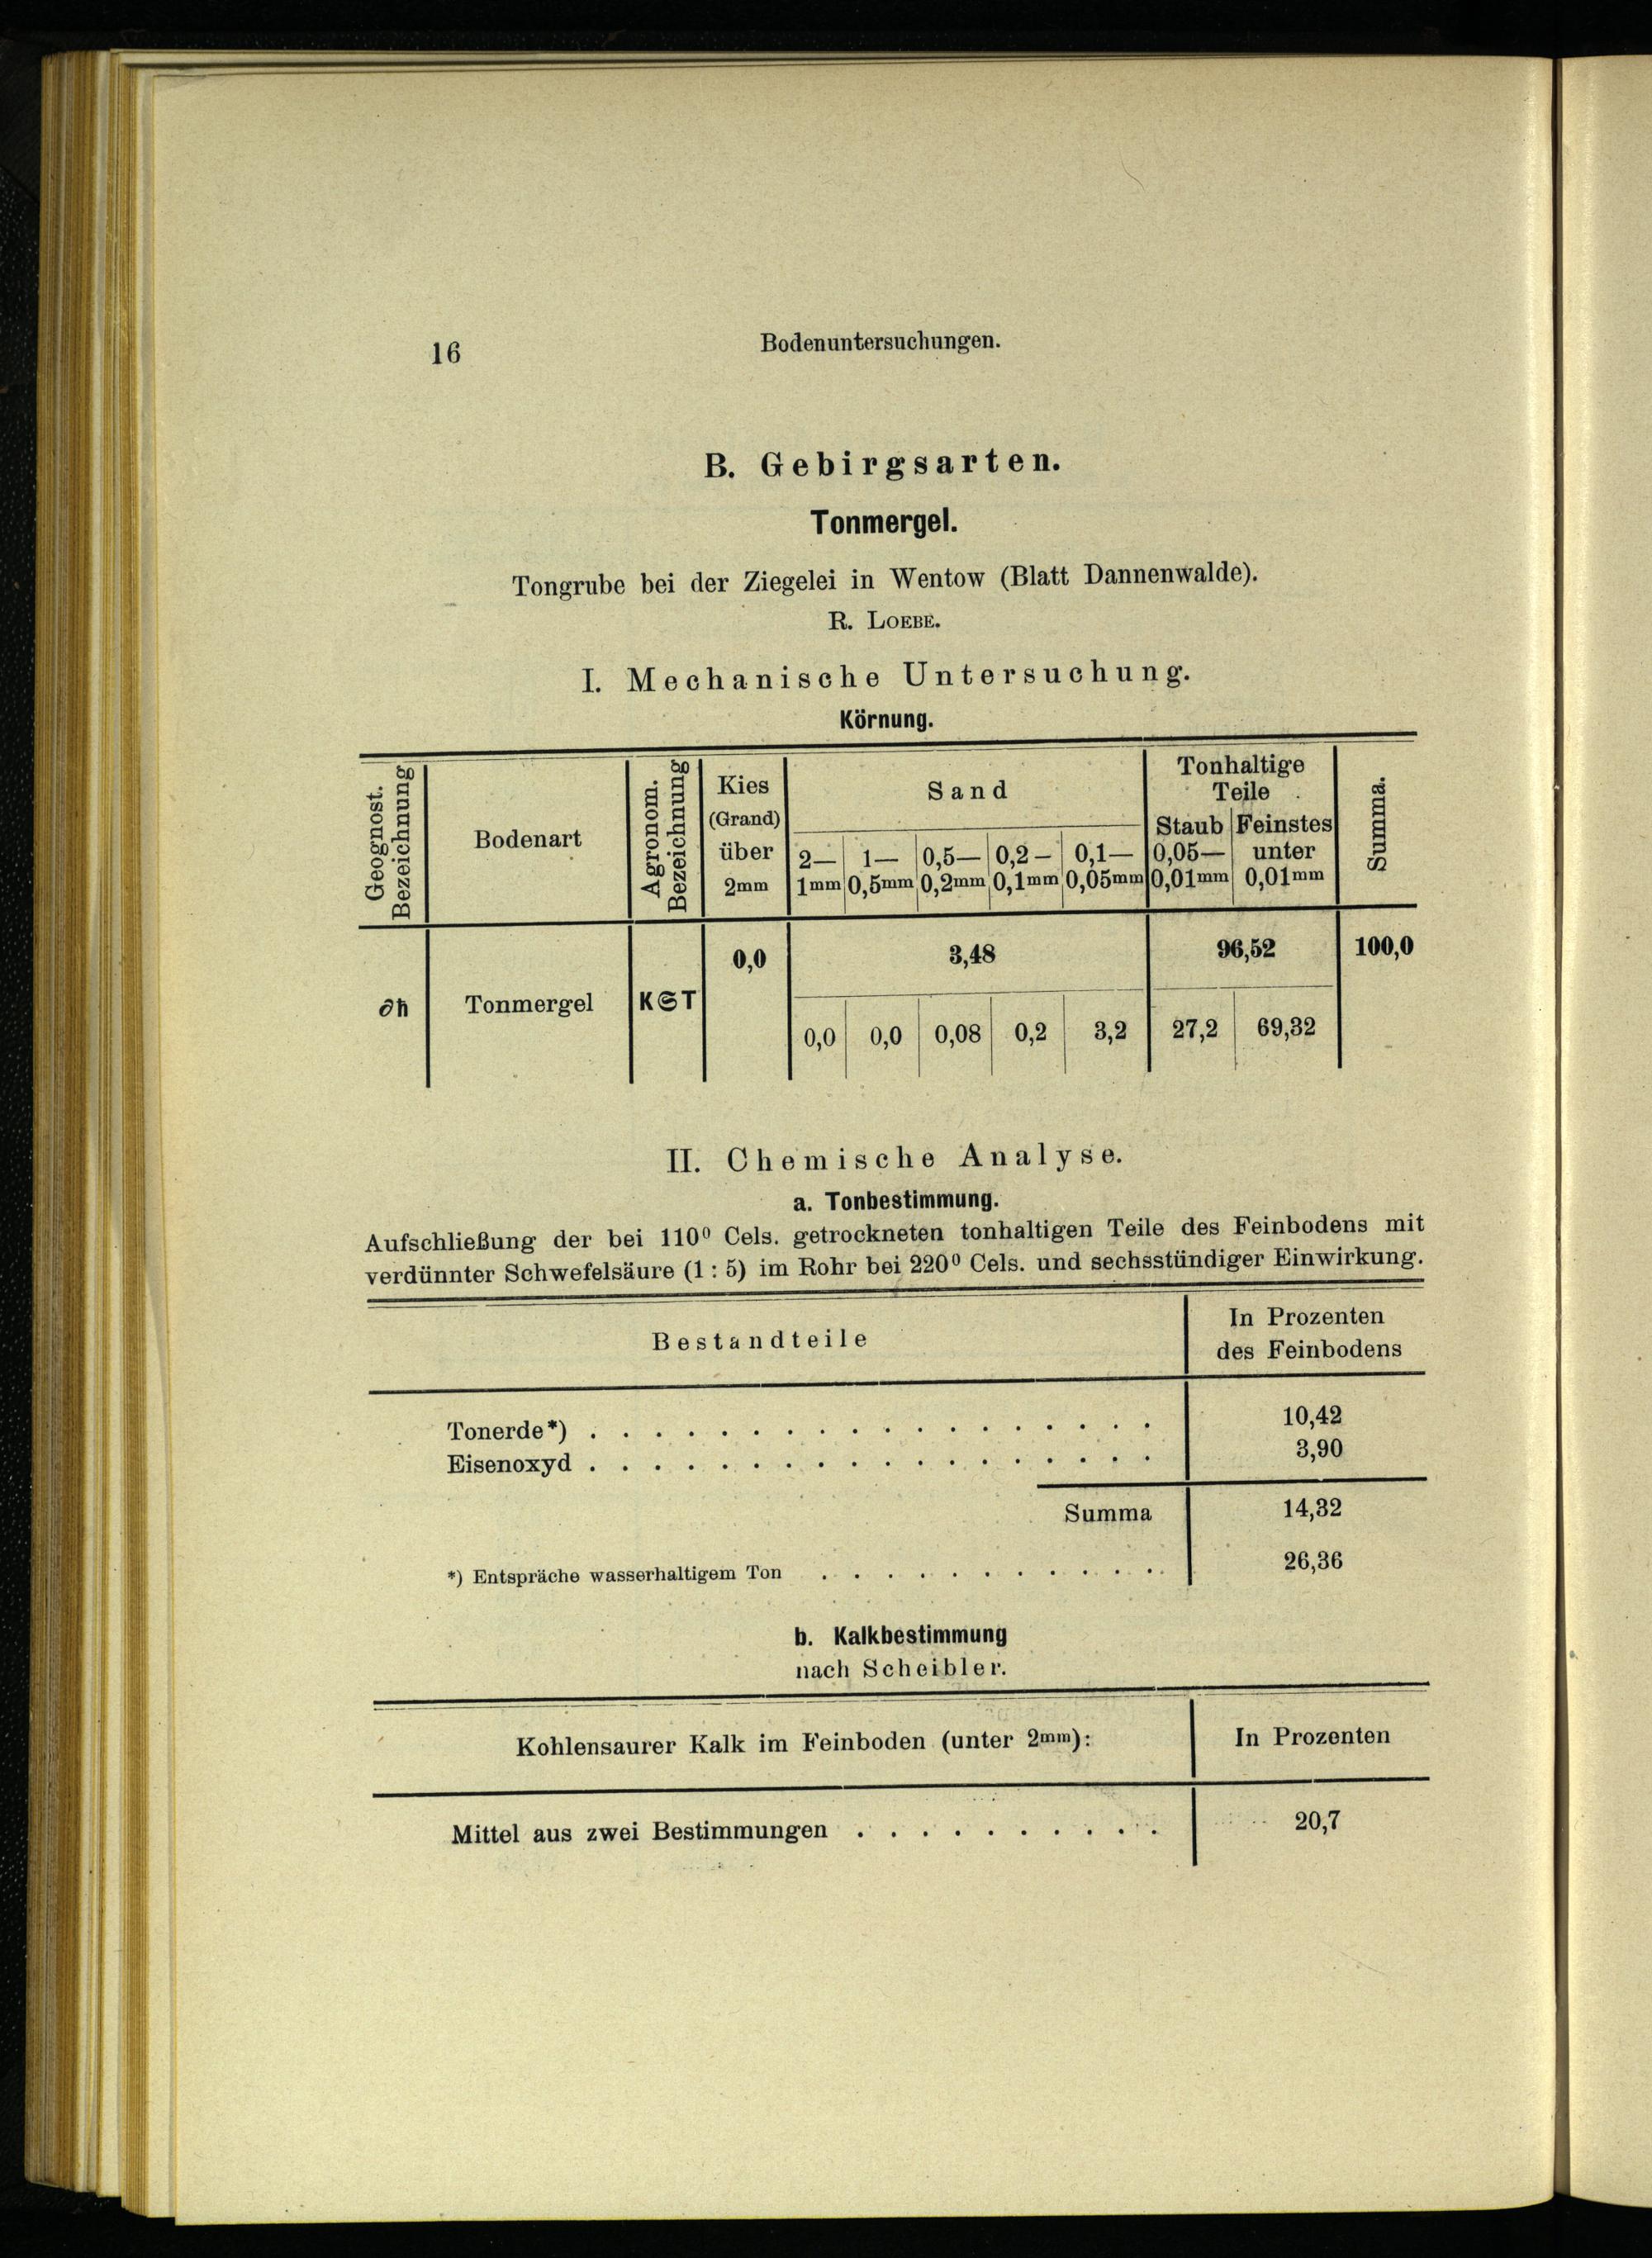 16
Bodenuntersuchungen.
B. Gebirgsarten.
Tonmergel.
Tongrube bei der Ziegelei in Wentow (Blatt Dannenwalde).
R. LOEBE.
I. Mechanische Untersuchung.
Körnung.
Geognost. Bezeichnung
Bodenart
Agronom. Bezeichnung
Kies (Grand) über 2mm
Sand
2— 1mm
1— 0,5mm
0,5— 0,2mm
0,2— 0,1mm
0,1— 0,05mm
Tonhaltige Teile
Staub 0,05— 0,01mm
Feinstes unter 0,01mm
Summa.
Tonmergel
0,0
3,48
96,52
100,0
0,0 0,0 0,08 0,2 3,2 27,2 69,32
II. Chemische Analyse.
a. Tonbestimmung.
Aufschließung der bei 110⁰ Cels. getrockneten tonhaltigen Teile des Feinbodens mit
verdünnter Schwefelsäure (1 : 5) im Rohr bei 220⁰ Cels. und sechsstündiger Einwirkung.
Bestandteile
In Prozenten
des Feinbodens
Tonerde*) . . . . . . . . . . . . . . . . . . 10,42
Eisenoxyd . . . . . . . . . . . . . . . . . . 3,90
Summa 14,32
*) Entspräche wasserhaltigem Ton . . . . . . . . . . . 26,36
b. Kalkbestimmung
nach Scheibler.
Kohlensaurer Kalk im Feinboden (unter 2mm):
In Prozenten
Mittel aus zwei Bestimmungen . . . . . . . . . . 20,7